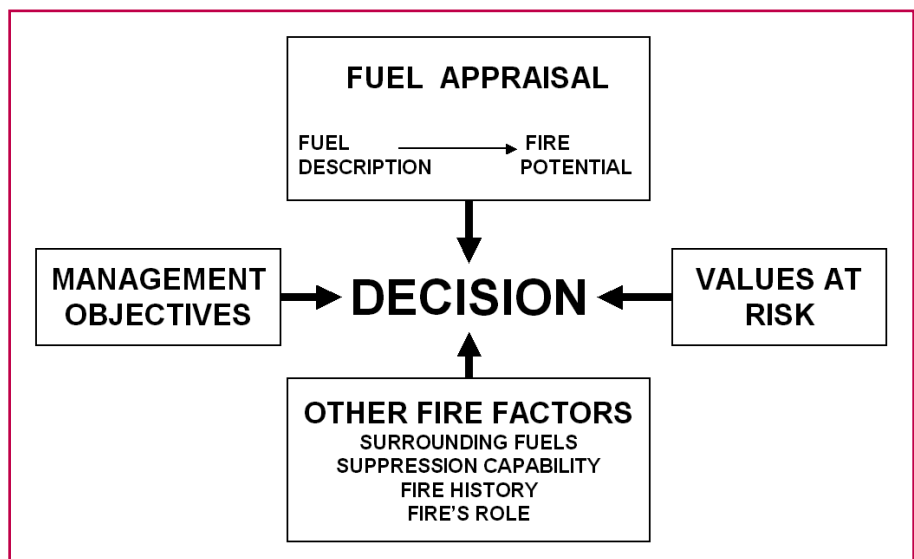 FUEL APPRAISAL
FUEL DESCRIPTION
FIRE POTENTIAL
MANAGEMENT
OBJECTIVES
DECISION
VALUES AT
RISK
OTHER FIRE FACTORS
SURROUNDING FUELS
SUPPRESSION CAPABILITY
FIRE HISTORY
FIRE'S ROLE